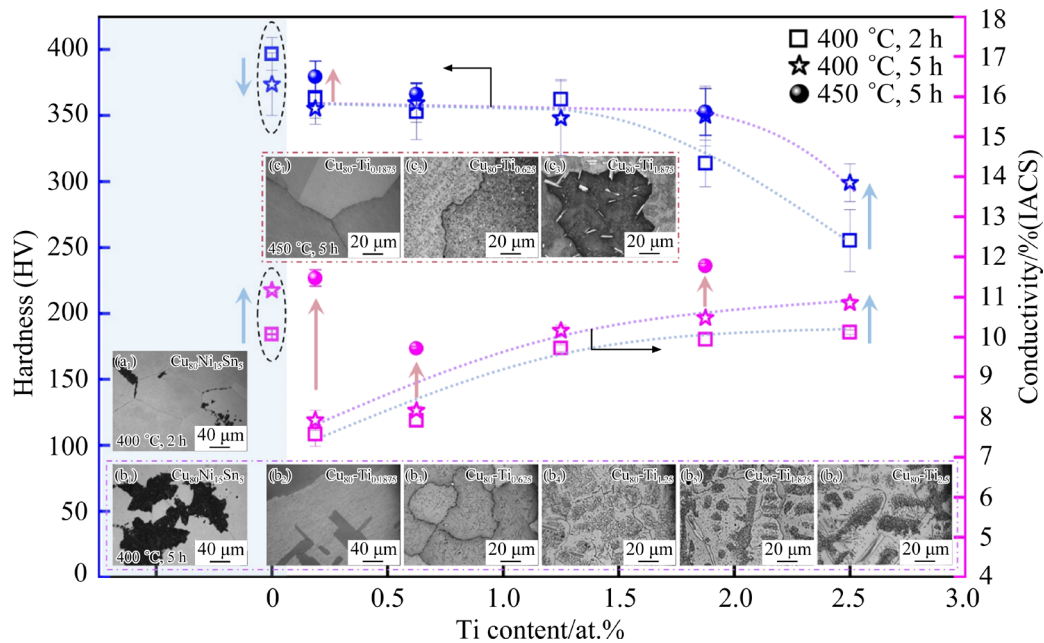 400
350
300
250
200
150
100
50
0
Hardness (HV)
18
17
16
15
14
13
12
11
10
9
8
7
6
5
4
Conductivity/%(IACS)
400 °C, 2 h
400 °C, 5 h
450 °C, 5 h
(c₁) Cu₈₀-Ti₀.₁₈₇₅
450 °C, 5 h 20 μm
(c₂) Cu₈₀-Ti₀.₆₂₅
20 μm
(c₃) Cu₈₀-Ti₁.₈₇₅
20 μm
(a₁) Cu₈₀Ni₁₅Sn₅
400 °C, 2 h 40 μm
(b₁) Cu₈₀Ni₁₅Sn₅
400 °C, 5 h 40 μm
(b₂) Cu₈₀-Ti₀.₁₈₇₅
40 μm
(b₃) Cu₈₀-Ti₀.₆₂₅
20 μm
(b₄) Cu₈₀-Ti₁.₂₅
20 μm
(b₅) Cu₈₀-Ti₁.₈₇₅
20 μm
(b₆) Cu₈₀-Ti₂.₅
20 μm
0
0.5
1.0
1.5
2.0
2.5
3.0
Ti content/at.%